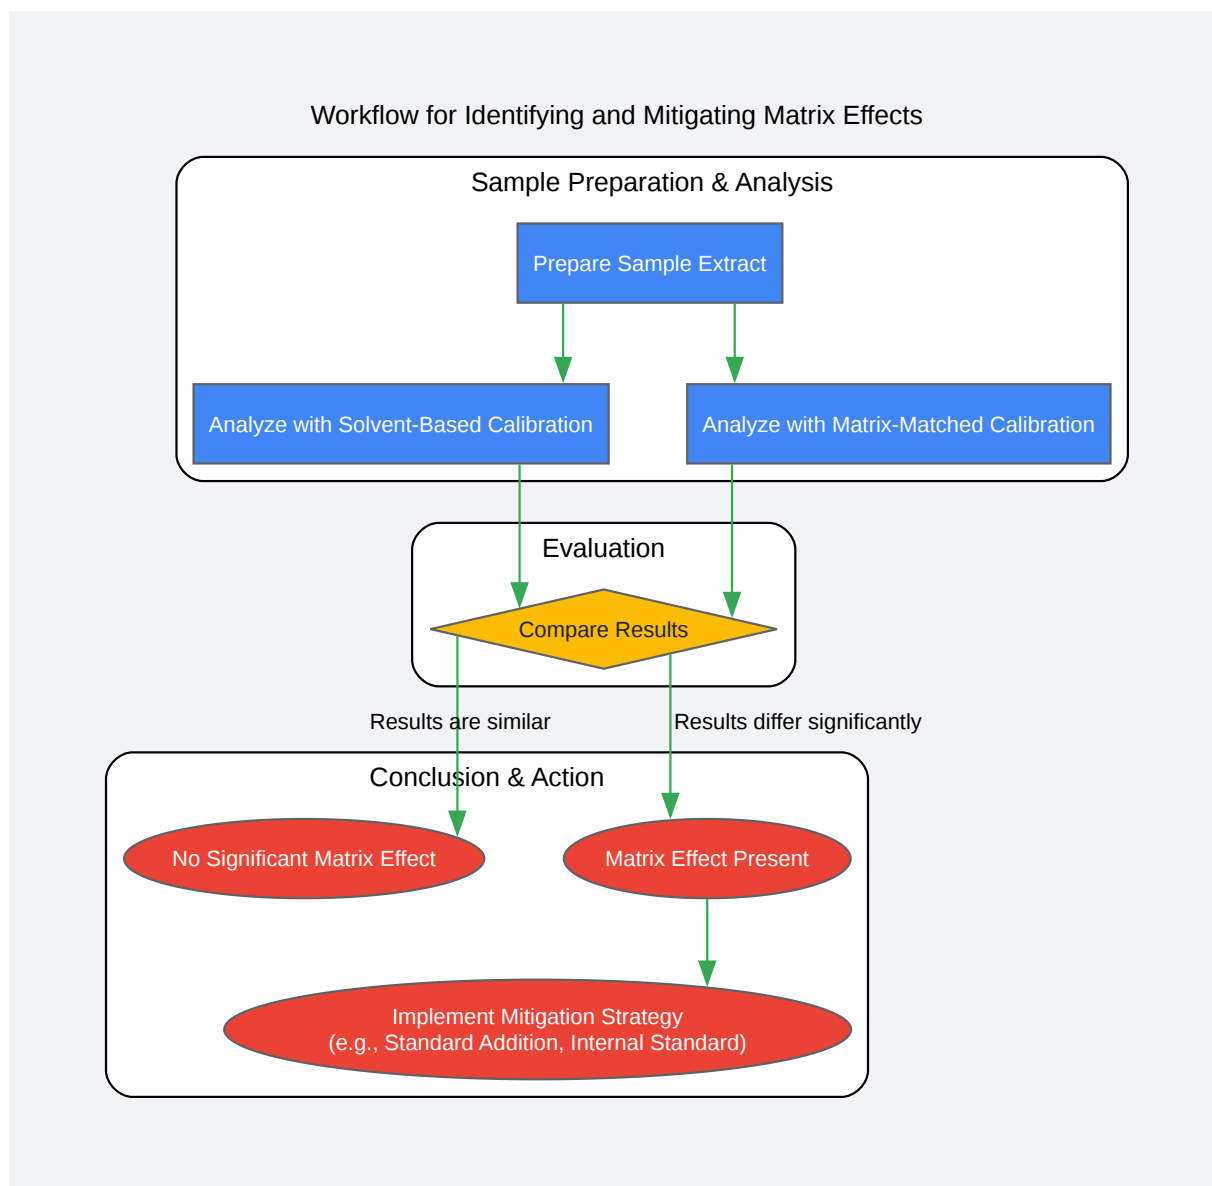 Workflow for Identifying and Mitigating Matrix Effects
Sample Preparation & Analysis
Prepare Sample Extract
Analyze with Solvent-Based Calibration
Analyze with Matrix-Matched Calibration
Evaluation
Compare Results
Results are similar
Results differ significantly
Conclusion & Action
No Significant Matrix Effect
Matrix Effect Present
Implement Mitigation Strategy
(e.g., Standard Addition, Internal Standard)